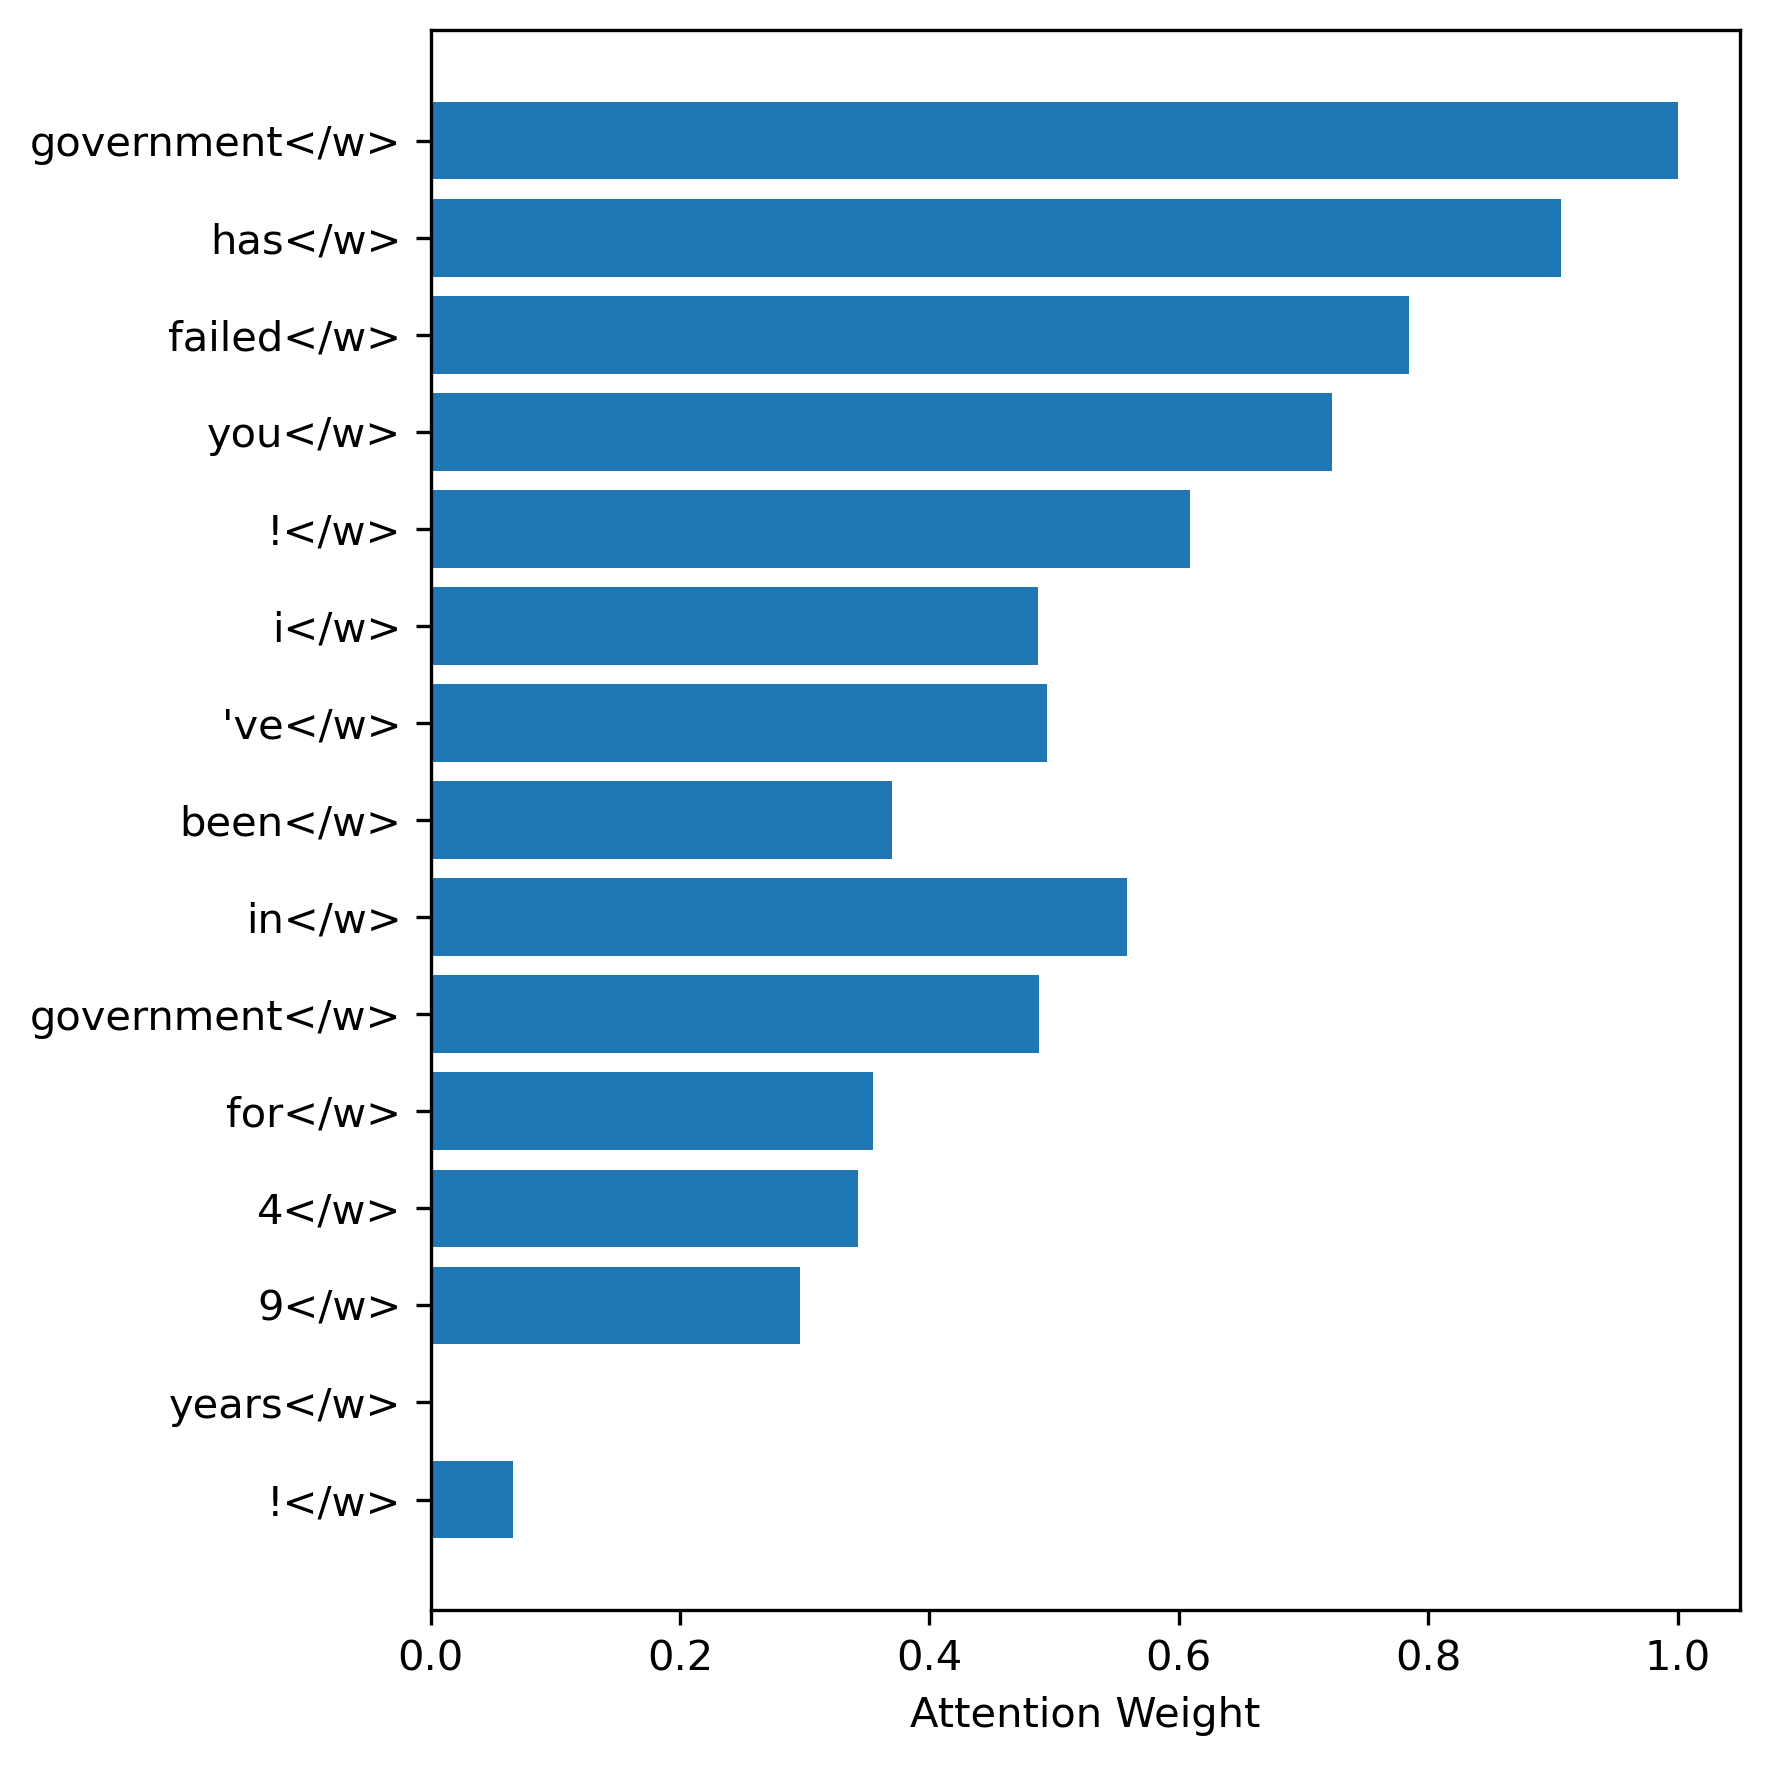 government</w>
has</w>
failed</w>
you</w>
!</w>
i</w>
've</w>
been</w>
in</w>
government</w>
for</w>
4</w>
9</w>
years</w>
!</w>
0.0 0.2 0.4 0.6 0.8 1.0
Attention Weight